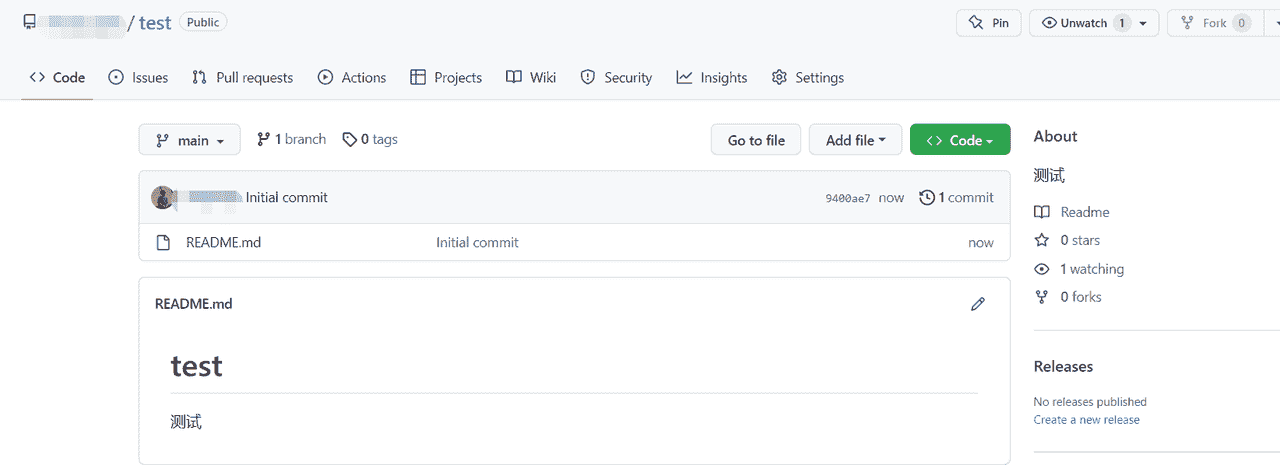 / test Public Pin Unwatch 1 Fork 0
Code Issues Pull requests Actions Projects Wiki Security Insights Settings
main 1 branch 0 tags Go to file Add file Code
Initial commit 9400ae7 now 1 commit
README.md Initial commit now
README.md
test
测试
About
测试
Readme
0 stars
1 watching
0 forks
Releases
No releases published
Create a new release